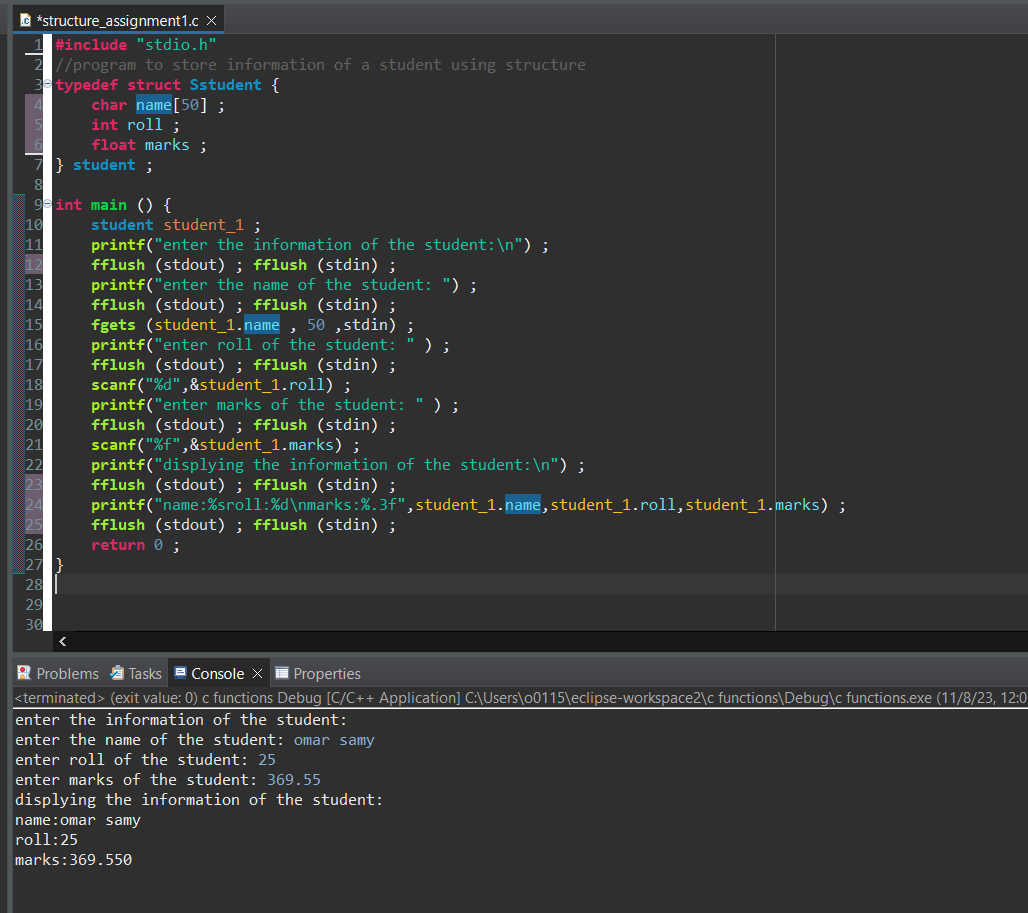 *structure_assignment1.c
1 #include "stdio.h"
2 //program to store information of a student using structure
3 typedef struct Sstudent {
4 char name[50] ;
5 int roll ;
6 float marks ;
7 } student ;
8
9 int main () {
10 student student_1 ;
11 printf("enter the information of the student:\n") ;
12 fflush (stdout) ; fflush (stdin) ;
13 printf("enter the name of the student: ") ;
14 fflush (stdout) ; fflush (stdin) ;
15 fgets (student_1.name , 50 ,stdin) ;
16 printf("enter roll of the student: " ) ;
17 fflush (stdout) ; fflush (stdin) ;
18 scanf("%d",&student_1.roll) ;
19 printf("enter marks of the student: " ) ;
20 fflush (stdout) ; fflush (stdin) ;
21 scanf("%f",&student_1.marks) ;
22 printf("displying the information of the student:\n") ;
23 fflush (stdout) ; fflush (stdin) ;
24 printf("name:%sroll:%d\nmarks:%.3f",student_1.name,student_1.roll,student_1.marks) ;
25 fflush (stdout) ; fflush (stdin) ;
26 return 0 ;
27 }
28
29
30
Problems Tasks Console Properties
<terminated> (exit value: 0) c functions Debug [C/C++ Application] C:\Users\o0115\eclipse-workspace2\c functions\Debug\c functions.exe (11/8/23, 12:0
enter the information of the student:
enter the name of the student: omar samy
enter roll of the student: 25
enter marks of the student: 369.55
displying the information of the student:
name:omar samy
roll:25
marks:369.550